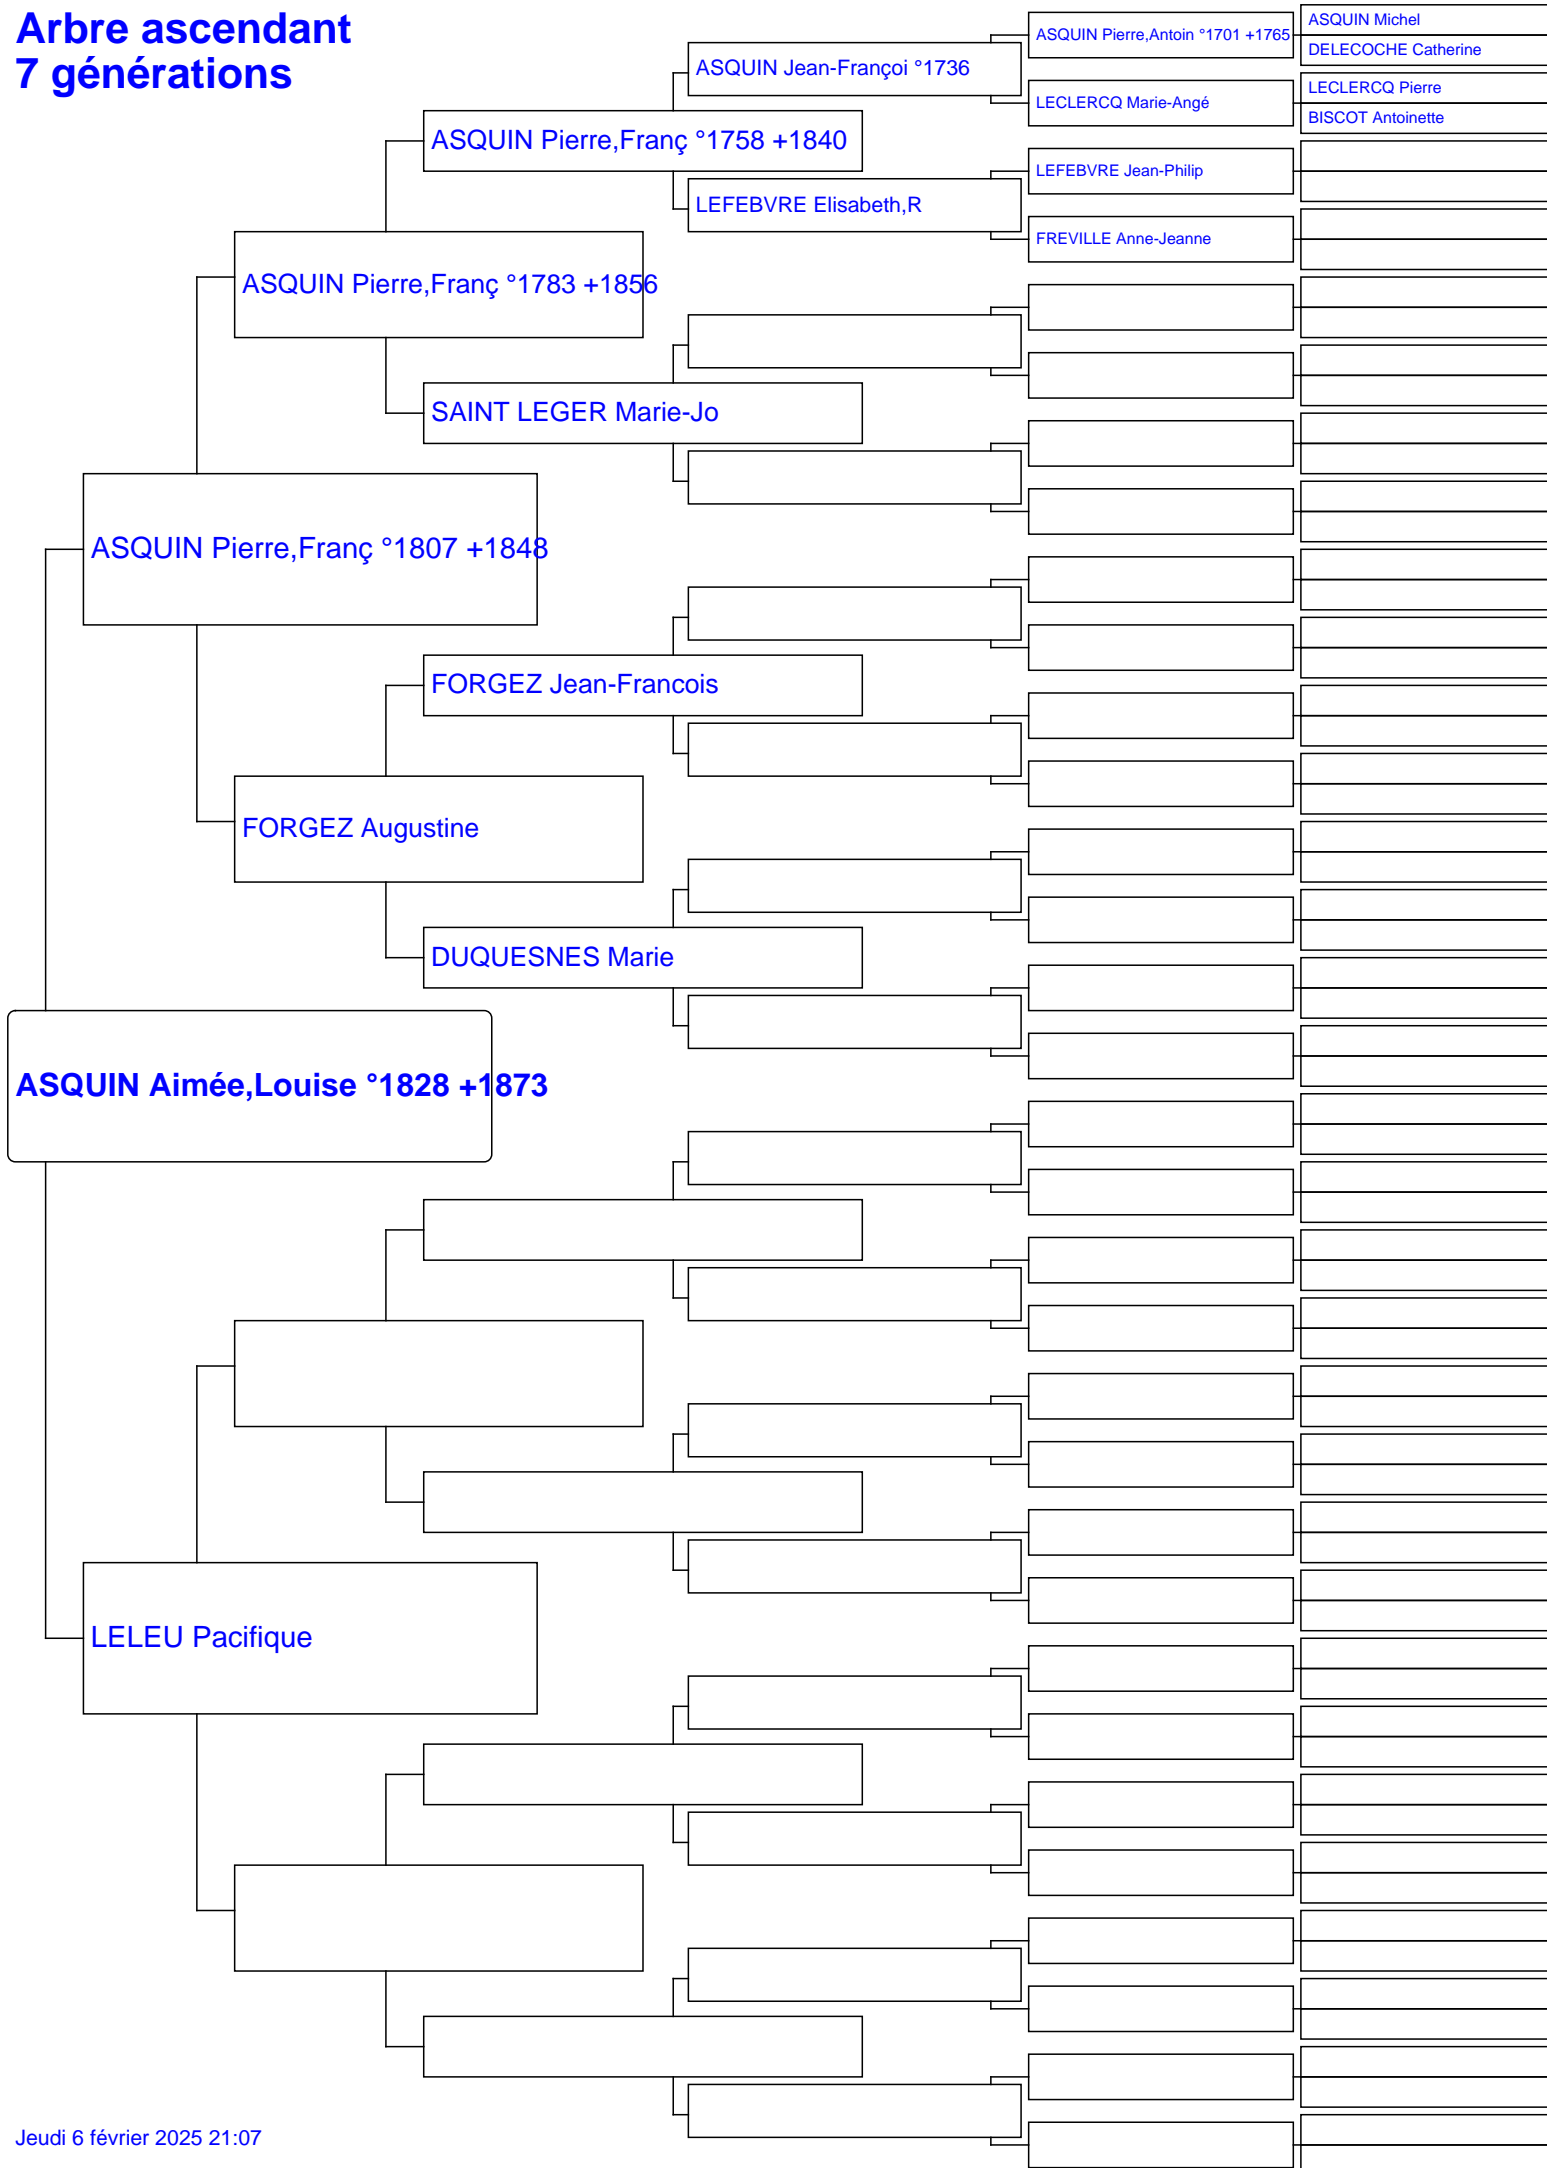 Arbre ascendant
7 générations
ASQUIN Pierre,Antoin °1701 +1765
ASQUIN Michel
DELECOCHE Catherine
ASQUIN Jean-Françoi °1736
LECLERCQ Marie-Angé
LECLERCQ Pierre
BISCOT Antoinette
ASQUIN Pierre,Franç °1758 +1840
LEFEBVRE Jean-Philip
LEFEBVRE Elisabeth,R
FREVILLE Anne-Jeanne
ASQUIN Pierre,Franç °1783 +1856
SAINT LEGER Marie-Jo
ASQUIN Pierre,Franç °1807 +1848
FORGEZ Jean-Francois
FORGEZ Augustine
DUQUESNES Marie
ASQUIN Aimée,Louise °1828 +1873
LELEU Pacifique
Jeudi 6 février 2025 21:07